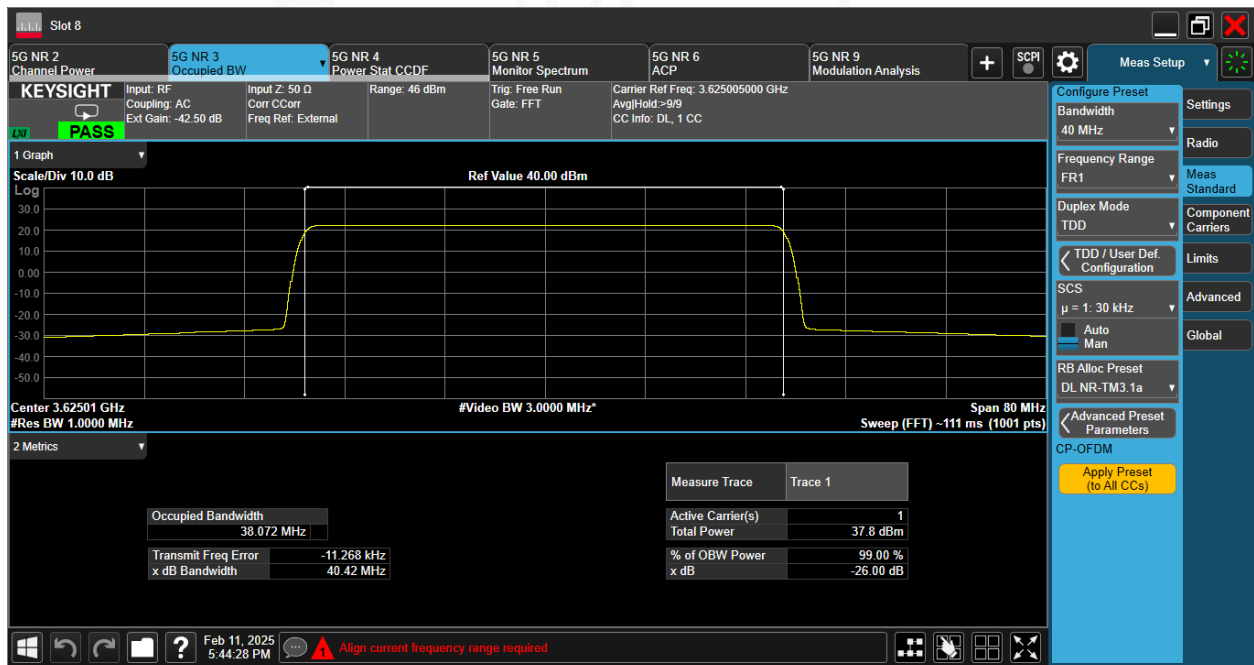 Slot 8
5G NR 2
Channel Power
5G NR 3
Occupied BW
5G NR 4
Power Stat CCDF
5G NR 5
Monitor Spectrum
5G NR 6
ACP
5G NR 9
Modulation Analysis
+
SCPI
Meas Setup
KEYSIGHT
LXI
PASS
Input: RF
Coupling: AC
Ext Gain: -42.50 dB
Input Z: 50 Ω
Corr CCorr
Freq Ref: External
Range: 46 dBm
Trig: Free Run
Gate: FFT
Carrier Ref Freq: 3.625005000 GHz
Avg|Hold:>9/9
CC Info: DL, 1 CC
1 Graph
Scale/Div 10.0 dB
Ref Value 40.00 dBm
Log
30.0
20.0
10.0
0.00
-10.0
-20.0
-30.0
-40.0
-50.0
Center 3.62501 GHz
#Video BW 3.0000 MHz*
Span 80 MHz
#Res BW 1.0000 MHz
Sweep (FFT) ~111 ms (1001 pts)
2 Metrics
Measure Trace Trace 1
Occupied Bandwidth
38.072 MHz
Active Carrier(s) 1
Total Power 37.8 dBm
Transmit Freq Error -11.268 kHz
x dB Bandwidth 40.42 MHz
% of OBW Power 99.00 %
x dB -26.00 dB
Configure Preset
Bandwidth
40 MHz
Frequency Range
FR1
Duplex Mode
TDD
TDD / User Def.
Configuration
SCS
μ = 1: 30 kHz
Auto
Man
RB Alloc Preset
DL NR-TM3.1a
Advanced Preset
Parameters
CP-OFDM
Apply Preset
(to All CCs)
Settings
Radio
Meas
Standard
Component
Carriers
Limits
Advanced
Global
?
Feb 11, 2025
5:44:28 PM
1
Align current frequency range required